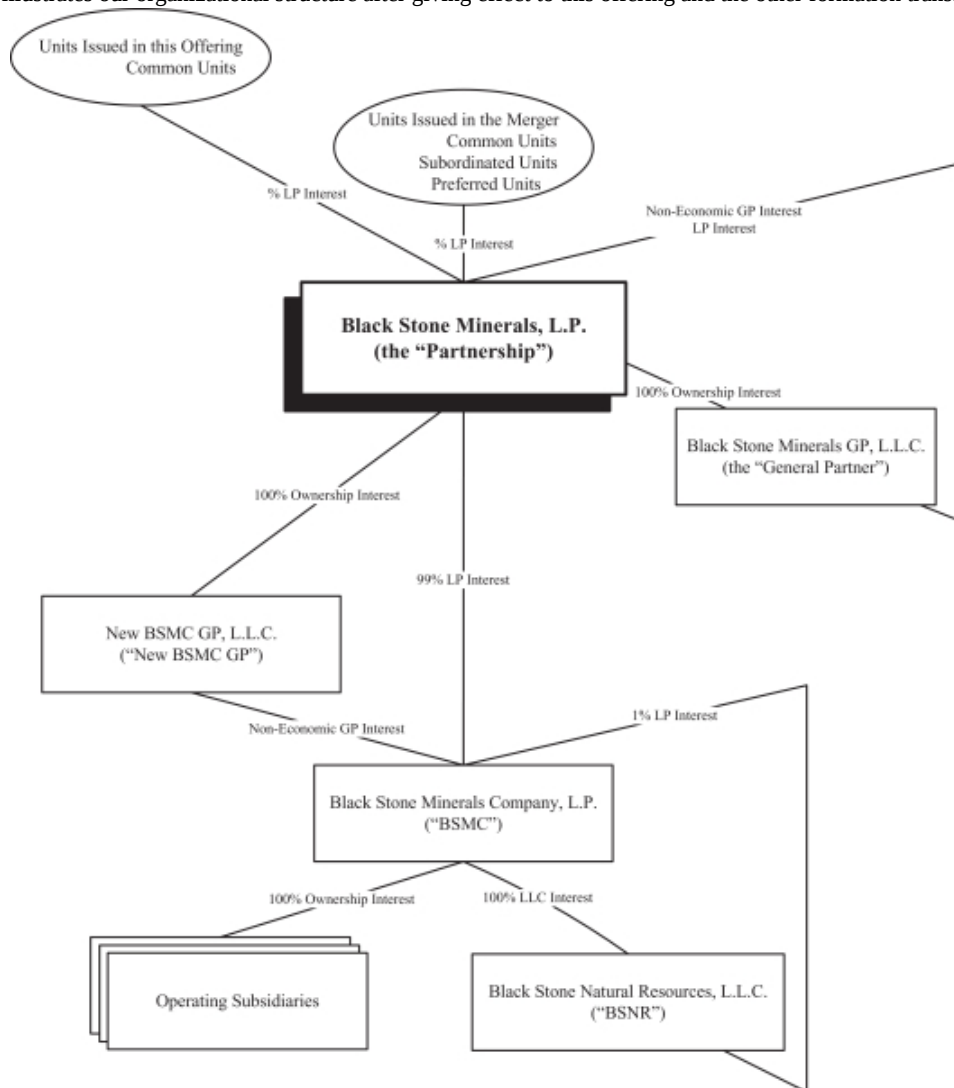 illustrates our organizational structure after giving effect to this offering and the other formation trans
Units Issued in this Offering
Common Units
Units Issued in the Merger
Common Units
Subordinated Units
Preferred Units
% LP Interest
Non-Economic GP Interest
LP Interest
% LP Interest
Black Stone Minerals, L.P.
(the “Partnership”)
100% Ownership Interest
Black Stone Minerals GP, L.L.C.
(the “General Partner”)
100% Ownership Interest
99% LP Interest
New BSMC GP, L.L.C.
(“New BSMC GP”)
1% LP Interest
Non-Economic GP Interest
Black Stone Minerals Company, L.P.
(“BSMC”)
100% Ownership Interest
100% LLC Interest
Operating Subsidiaries
Black Stone Natural Resources, L.L.C.
(“BSNR”)